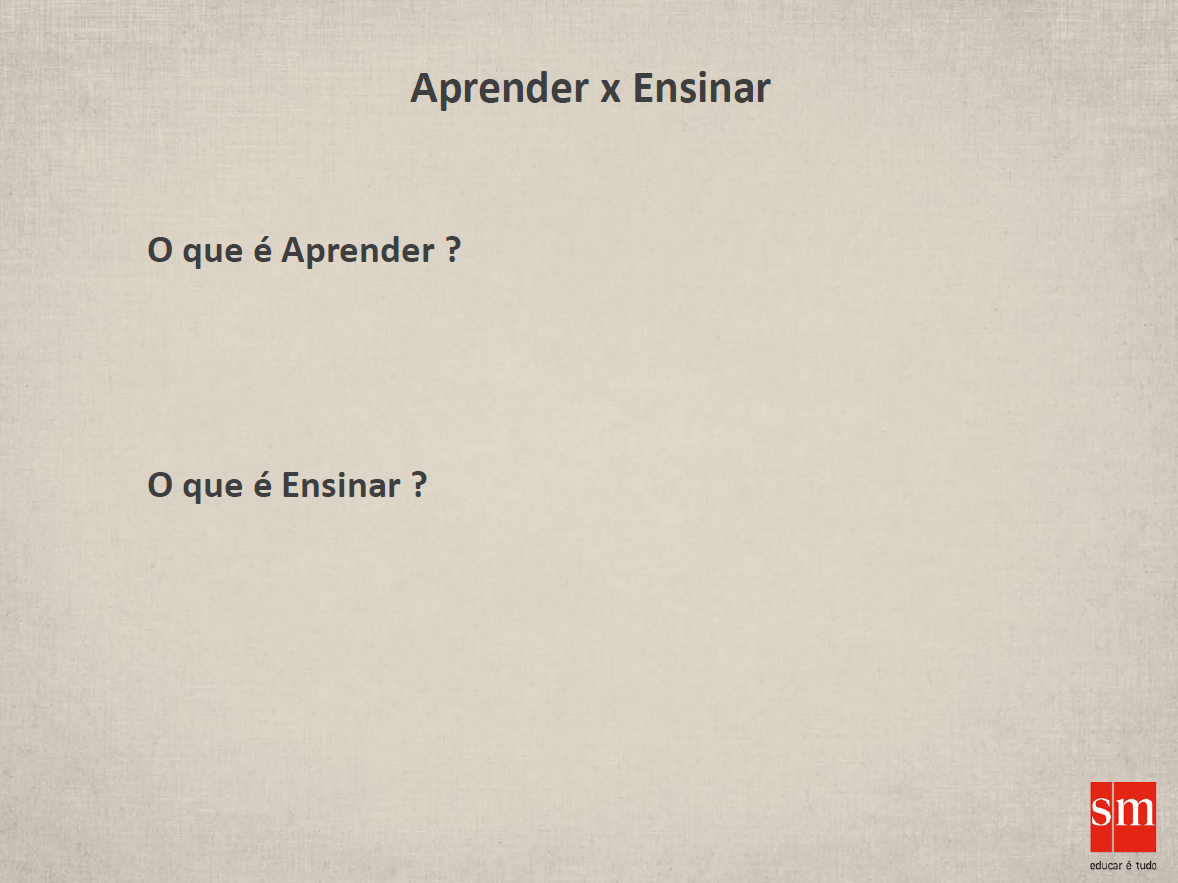 Aprender x Ensinar
O que é Aprender ?
O que é Ensinar ?
sm
educar é tudo